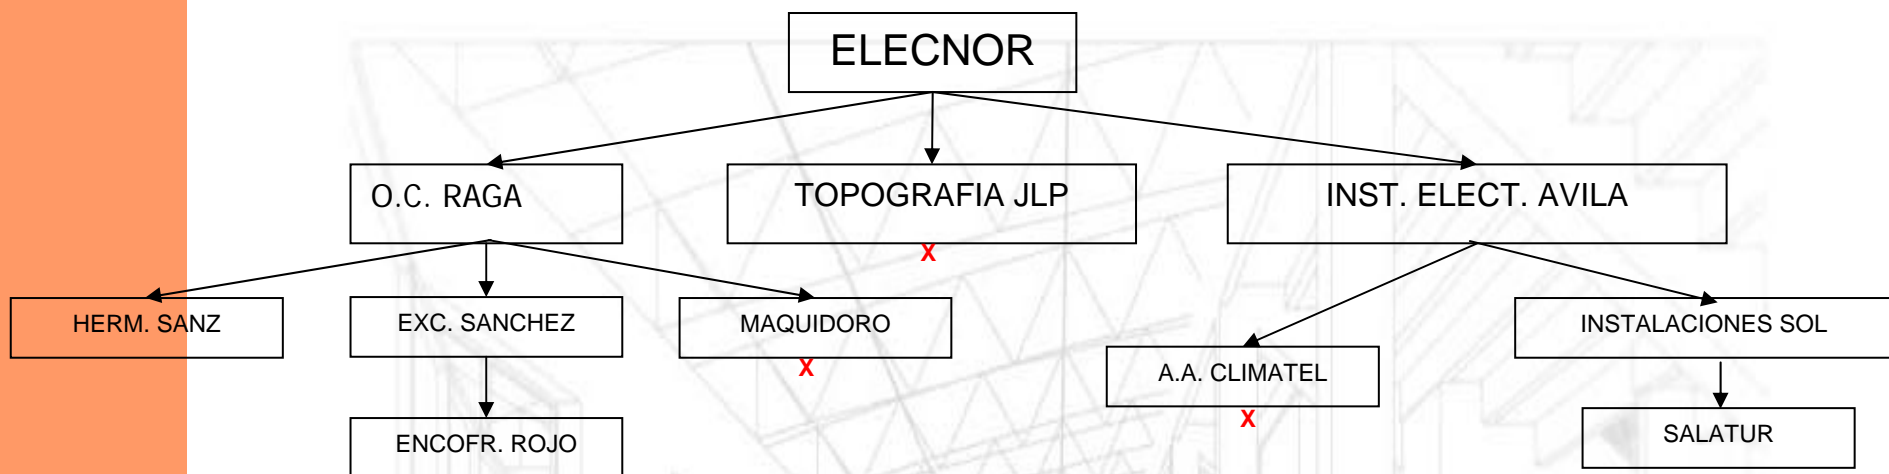 ELECNOR
O.C. RAGA
TOPOGRAFIA JLP
INST. ELECT. AVILA
X
HERM. SANZ
EXC. SANCHEZ
MAQUIDORO
INSTALACIONES SOL
X
A.A. CLIMATEL
X
ENCOFR. ROJO
SALATUR